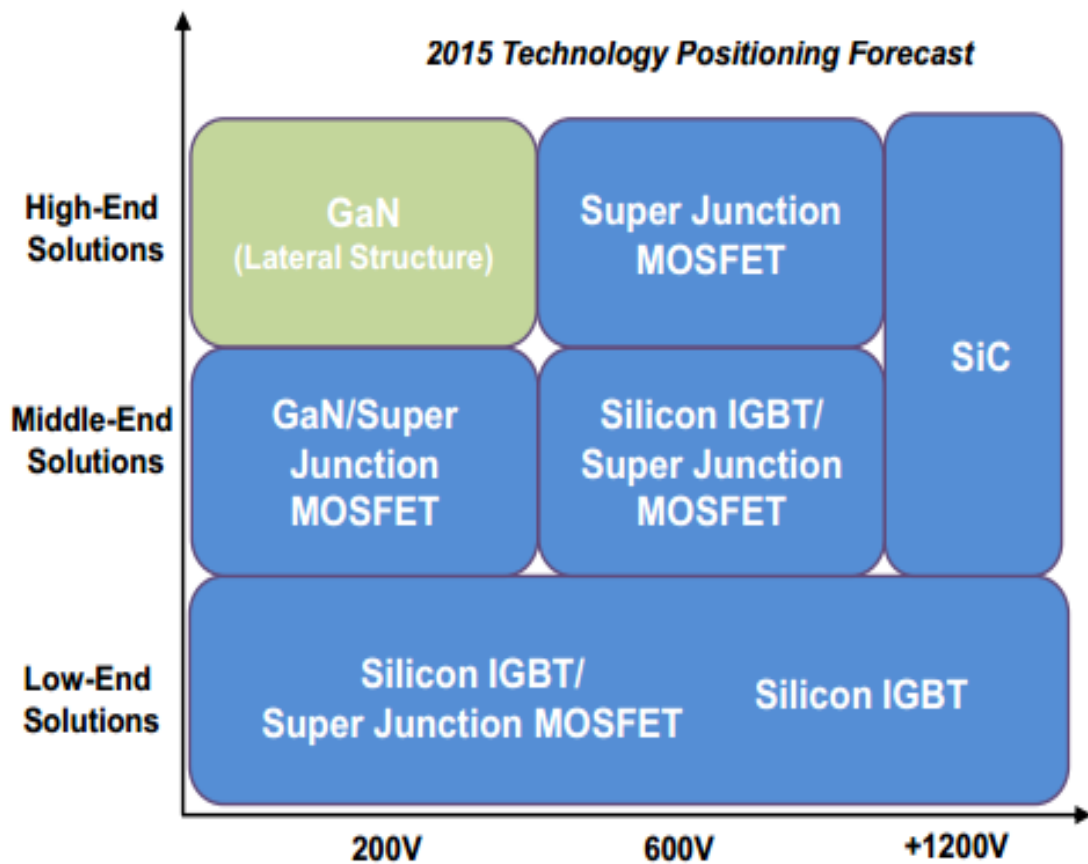 2015 Technology Positioning Forecast
High-End
Solutions
GaN
(Lateral Structure)
Super Junction
MOSFET
SiC
Middle-End
Solutions
GaN/Super
Junction
MOSFET
Silicon IGBT/
Super Junction
MOSFET
Low-End
Solutions
Silicon IGBT/
Super Junction MOSFET
Silicon IGBT
200V
600V
+1200V